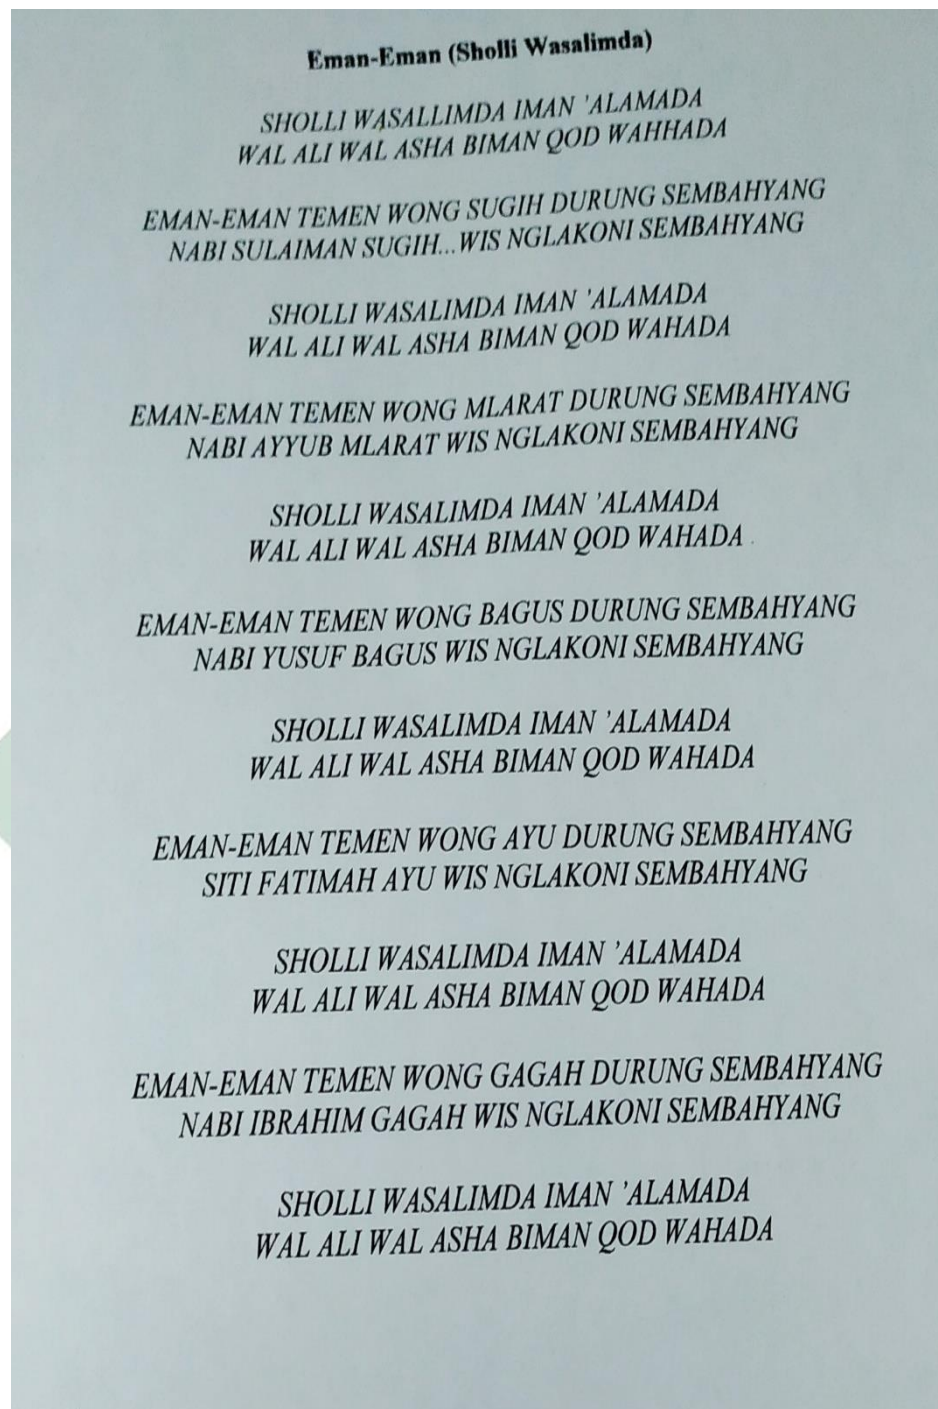 Eman-Eman (Sholli Wasalimda)
SHOLLI WASALLIMDA IMAN 'ALAMADA
WAL ALI WAL ASHA BIMAN QOD WAHHADA
EMAN-EMAN TEMEN WONG SUGIH DURUNG SEMBAHYANG
NABI SULAIMAN SUGIH...WIS NGLAKONI SEMBAHYANG
SHOLLI WASALIMDA IMAN 'ALAMADA
WAL ALI WAL ASHA BIMAN QOD WAHADA
EMAN-EMAN TEMEN WONG MLARAT DURUNG SEMBAHYANG
NABI AYYUB MLARAT WIS NGLAKONI SEMBAHYANG
SHOLLI WASALIMDA IMAN 'ALAMADA
WAL ALI WAL ASHA BIMAN QOD WAHADA
EMAN-EMAN TEMEN WONG BAGUS DURUNG SEMBAHYANG
NABI YUSUF BAGUS WIS NGLAKONI SEMBAHYANG
SHOLLI WASALIMDA IMAN 'ALAMADA
WAL ALI WAL ASHA BIMAN QOD WAHADA
EMAN-EMAN TEMEN WONG AYU DURUNG SEMBAHYANG
SITI FATIMAH AYU WIS NGLAKONI SEMBAHYANG
SHOLLI WASALIMDA IMAN 'ALAMADA
WAL ALI WAL ASHA BIMAN QOD WAHADA
EMAN-EMAN TEMEN WONG GAGAH DURUNG SEMBAHYANG
NABI IBRAHIM GAGAH WIS NGLAKONI SEMBAHYANG
SHOLLI WASALIMDA IMAN 'ALAMADA
WAL ALI WAL ASHA BIMAN QOD WAHADA